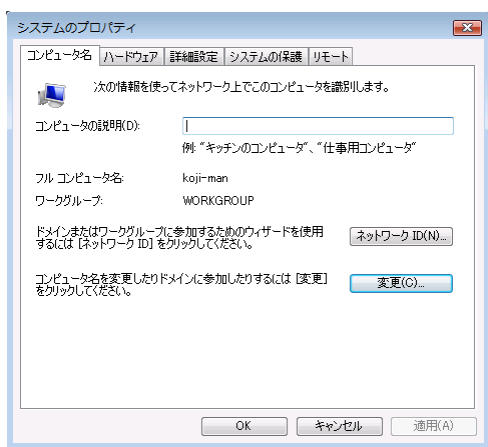 システムのプロパティ
コンピュータ名 ハードウェア 詳細設定 システムの保護 リモート
次の情報を使ってネットワーク上でこのコンピュータを識別します。
コンピュータの説明(D):
例: "キッチンのコンピュータ"、"仕事用コンピュータ"
フル コンピュータ名: koji-man
ワークグループ: WORKGROUP
ドメインまたはワークグループに参加するためのウィザードを使用
するには [ネットワーク ID] をクリックしてください。
ネットワーク ID(N)...
コンピュータ名を変更したりドメインに参加したりするには [変更]
をクリックしてください。
変更(C)...
OK キャンセル 適用(A)